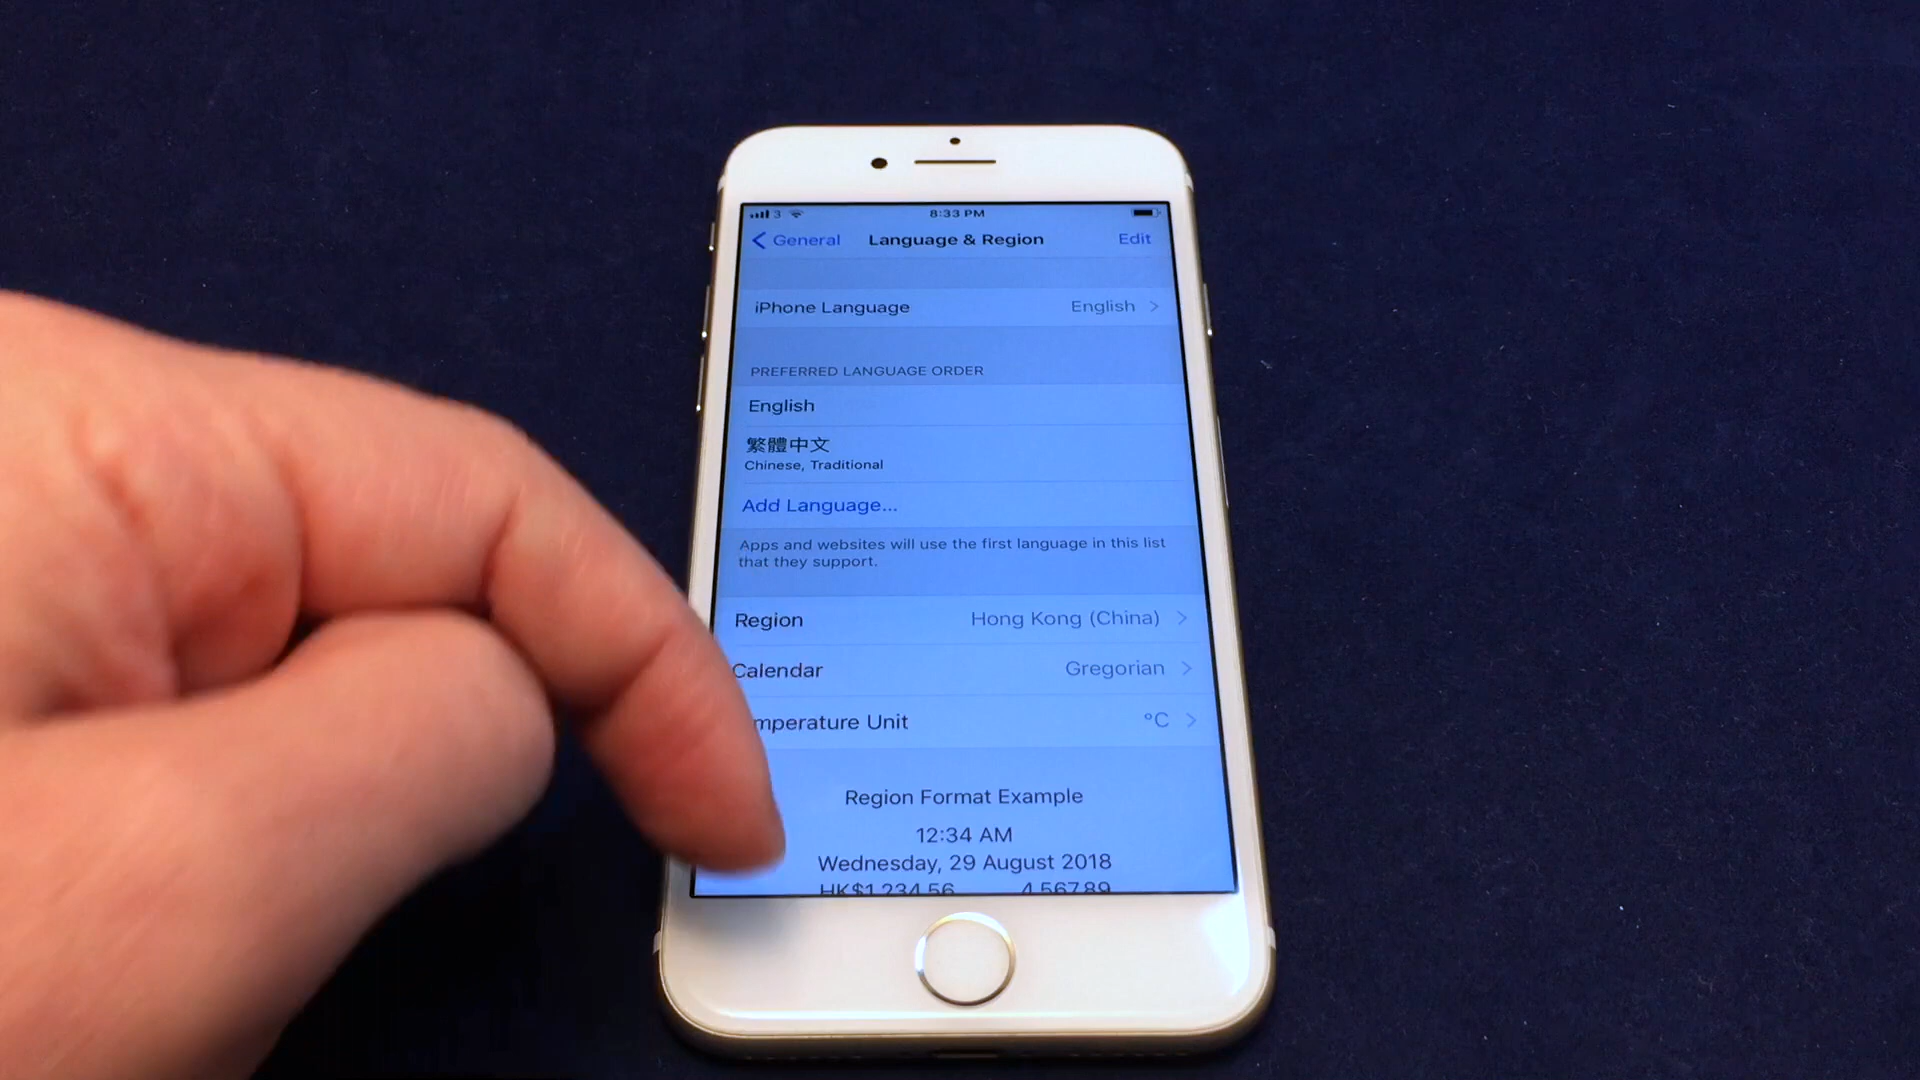 3 8:33 PM
General Language & Region Edit
iPhone Language English
PREFERRED LANGUAGE ORDER
English
繁體中文
Chinese, Traditional
Add Language...
Apps and websites will use the first language in this list
that they support.
Region Hong Kong (China)
Calendar Gregorian
mperature Unit °C
Region Format Example
12:34 AM
Wednesday, 29 August 2018
HK$1,234.56 4,567.89